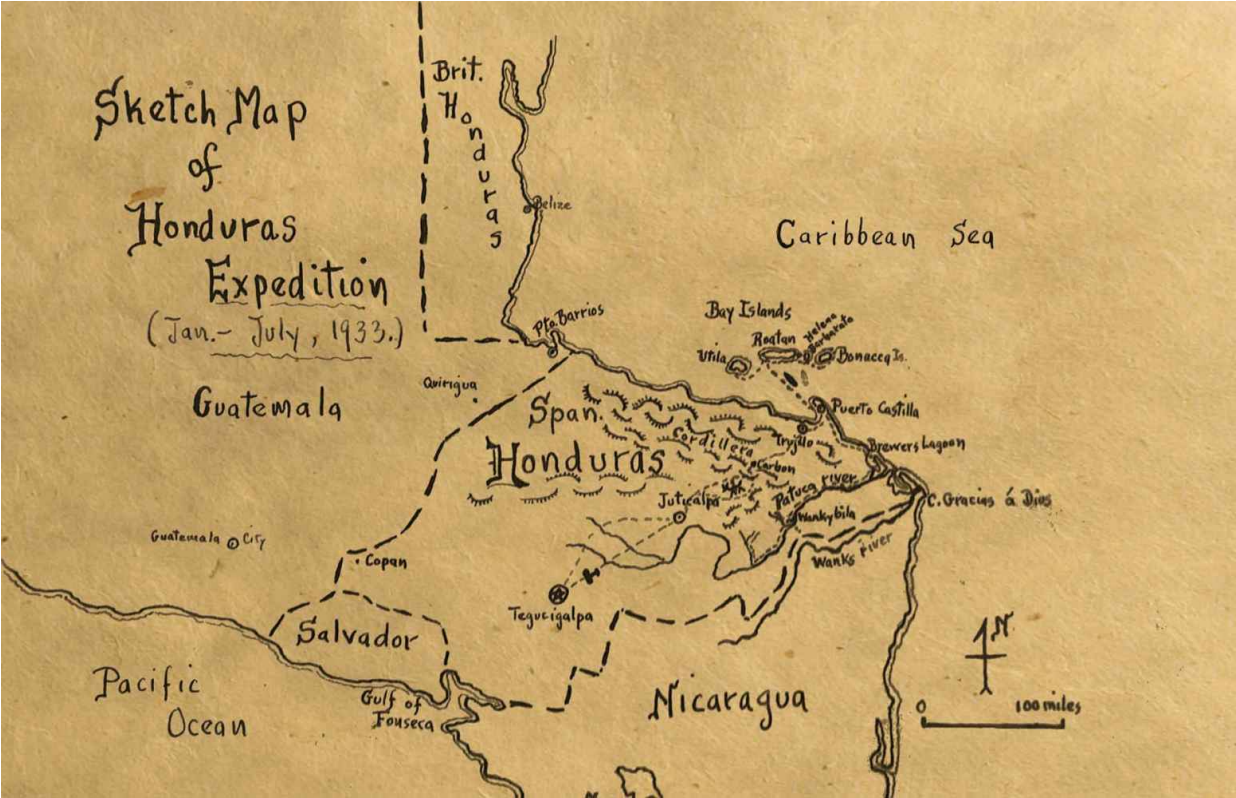 Sketch Map
of
Honduras
Expedition
(Jan.- July, 1933.)
Brit.
Honduras
Belize
Caribbean Sea
Pto. Barrios
Bay Islands
Roatan
Helena
Barbarata
Utila
Bonacca Is.
Quirigua
Guatemala
Span.
Honduras
Puerto Castilla
Cordillera
Trujillo
Brewers Lagoon
Carbon
Patuca river
Juticalpa
Wankybila
C. Gracias á Dios
Guatemala City
Copan
Wanks river
Tegucigalpa
Salvador
N
Pacific
Ocean
Gulf of
Fonseca
Nicaragua
0 100 miles